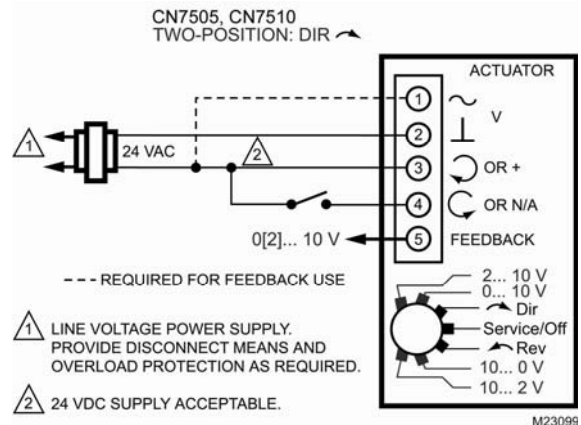 CN7505, CN7510
TWO-POSITION: DIR
ACTUATOR
1
V
1
24 VAC
2
2
3
OR +
4
OR N/A
0[2]... 10 V
5
FEEDBACK
--- REQUIRED FOR FEEDBACK USE
2... 10 V
0... 10 V
Dir
Service/Off
Rev
10... 0 V
10... 2 V
1 LINE VOLTAGE POWER SUPPLY.
PROVIDE DISCONNECT MEANS AND
OVERLOAD PROTECTION AS REQUIRED.
2 24 VDC SUPPLY ACCEPTABLE.
M23099